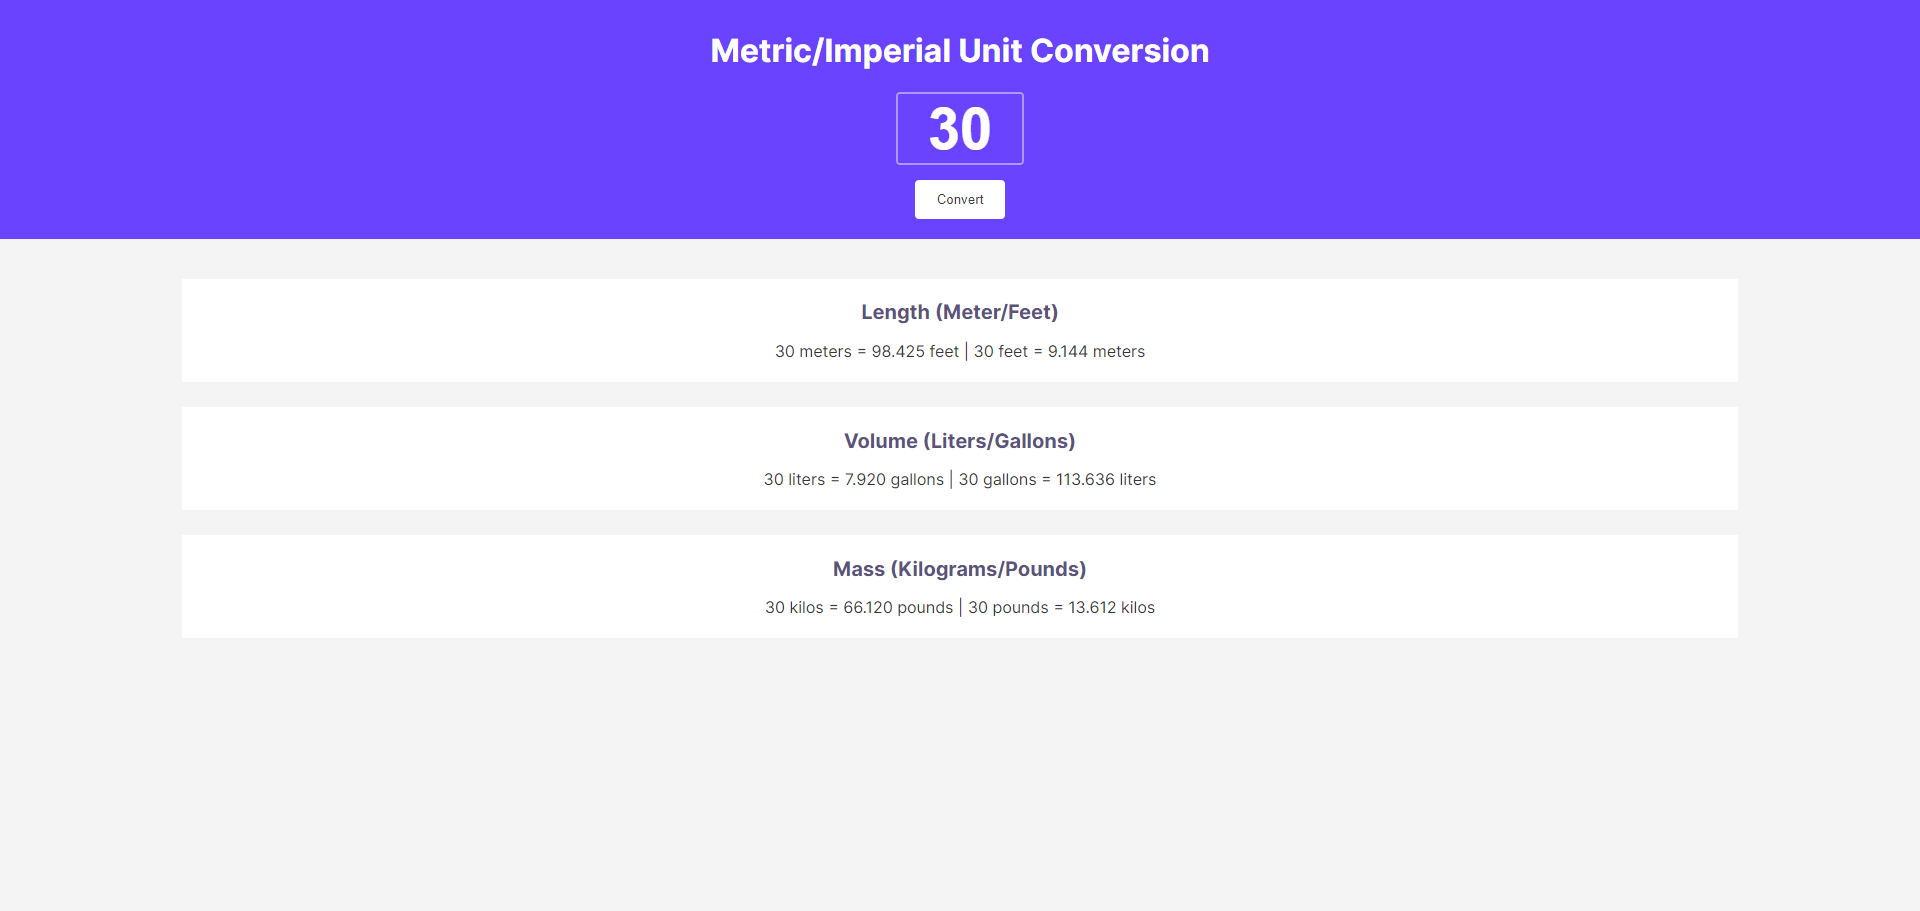 Metric/Imperial Unit Conversion
30
Convert
Length (Meter/Feet)
30 meters = 98.425 feet | 30 feet = 9.144 meters
Volume (Liters/Gallons)
30 liters = 7.920 gallons | 30 gallons = 113.636 liters
Mass (Kilograms/Pounds)
30 kilos = 66.120 pounds | 30 pounds = 13.612 kilos